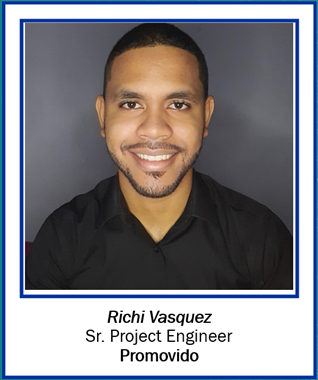 Richi Vasquez
Sr. Project Engineer
Promovido